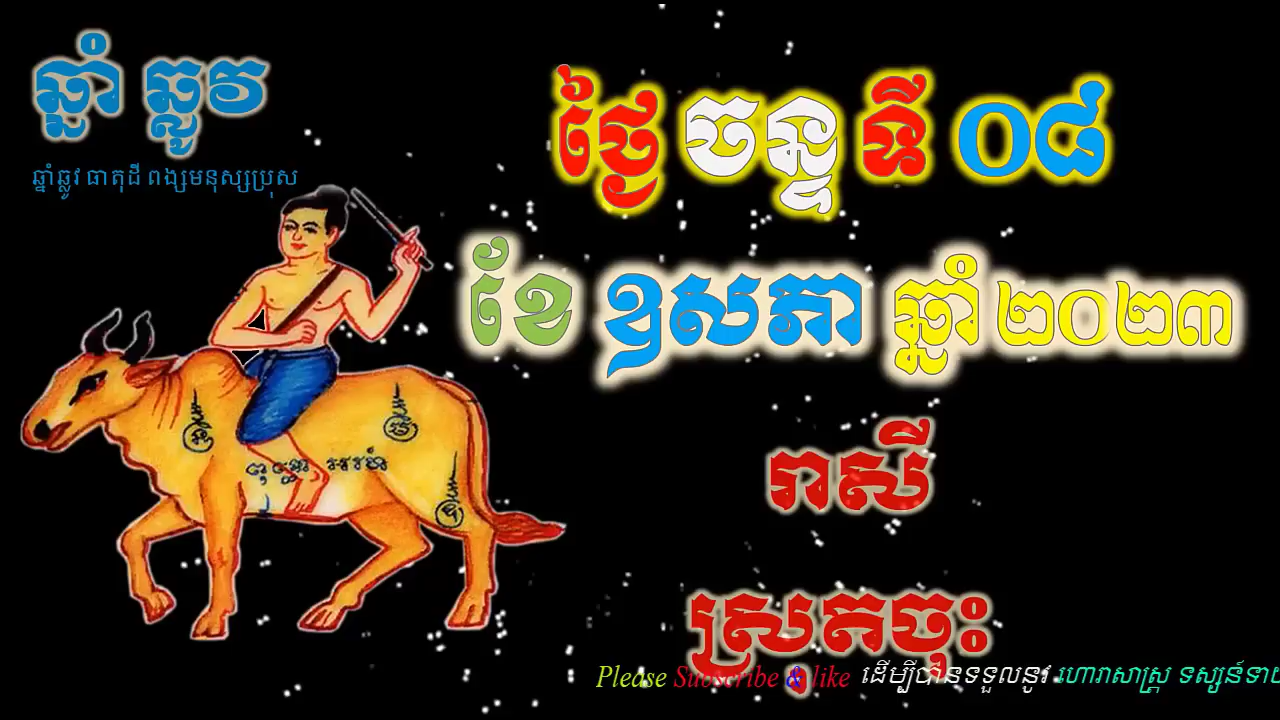 ឆ្នាំ ឆ្លូវ
ឆ្នាំឆ្លូវ ធាតុដី ពង្សមនុស្សប្រុស
ថ្ងៃ ចន្ទ ទី ០៨
ខែ ឧសភា ឆ្នាំ ២០២៣
រាសី
ស្រុតចុះ
Please Subscribe & like ដើម្បីបានទទួលនូវ ហោរាសាស្ត្រ ទស្សន៍ទាយ